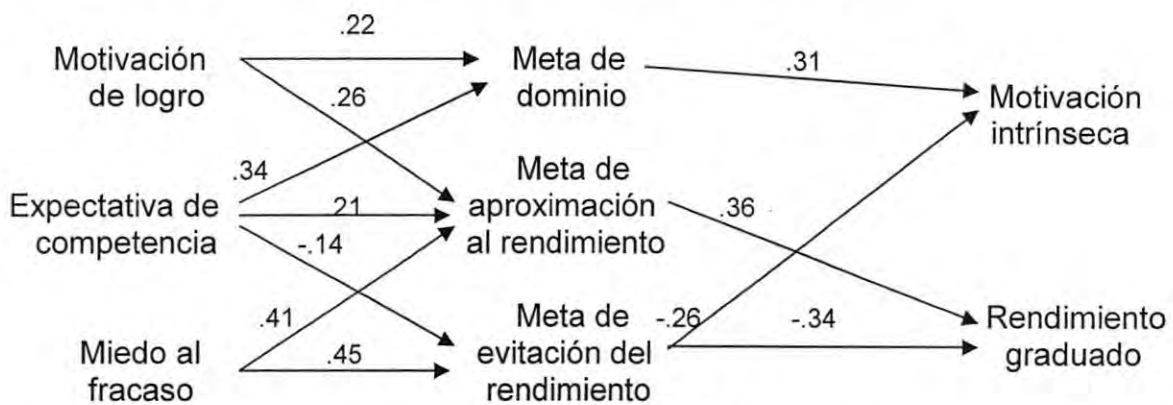 .22
Motivación
de logro
Meta de
dominio
.31
Motivación
intrínseca
.26
.34
Expectativa de
competencia
.21
-.14
Meta de
aproximación
al rendimiento
.36
.41
Miedo al
fracaso
.45
Meta de
evitación del
rendimiento
-.26
-.34
Rendimiento
graduado